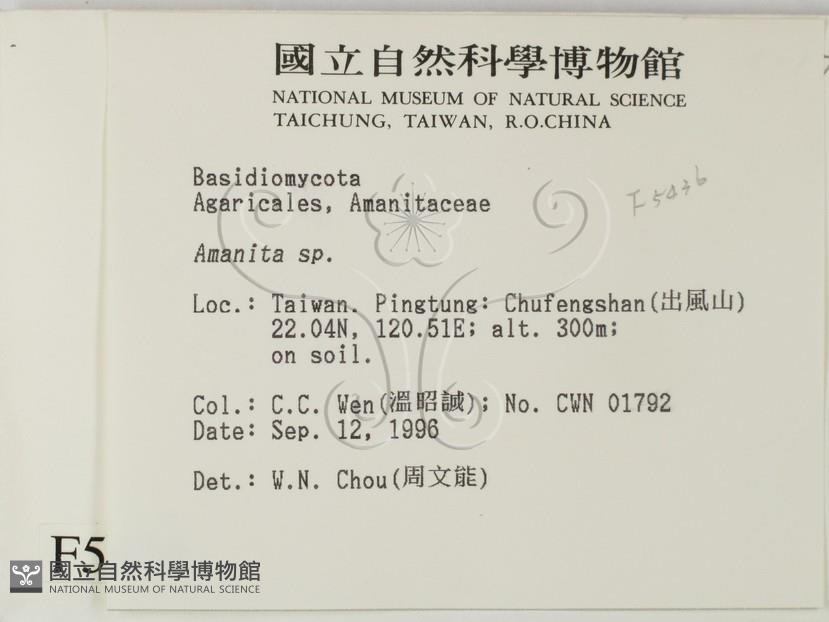 國立自然科學博物館
NATIONAL MUSEUM OF NATURAL SCIENCE
TAICHUNG, TAIWAN, R.O.CHINA
Basidiomycota
Agaricales, Amanitaceae
F5436
Amanita sp.
Loc.: Taiwan. Pingtung: Chufengshan(出風山)
22.04N, 120.51E; alt. 300m;
on soil.
Col.: C.C. Wen(溫昭誠); No. CWN 01792
Date: Sep. 12, 1996
Det.: W.N. Chou(周文能)
F5
國立自然科學博物館
NATIONAL MUSEUM OF NATURAL SCIENCE